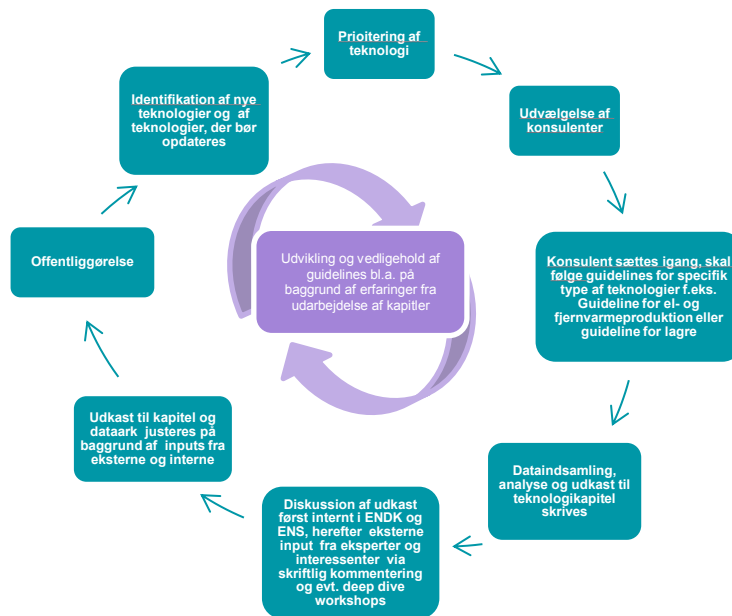 Prioitering af
teknologi
Udvælgelse af
konsulenter
Konsulent sættes igang, skal
følge guidelines for specifik
type af teknologier f.eks.
Guideline for el- og
fjernvarmeproduktion eller
guideline for lagre
Dataindsamling,
analyse og udkast til
teknologikapitel
skrives
Diskussion af udkast
først internt i ENDK og
ENS, herefter eksterne
input fra eksperter og
interessenter via
skriftlig kommentering
og evt. deep dive
workshops
Udkast til kapitel og
dataark justeres på
baggrund af inputs fra
eksterne og interne
Offentliggørelse
Identifikation af nye
teknologier og af
teknologier, der bør
opdateres
Udvikling og vedligehold af
guidelines bl.a. på
baggrund af erfaringer fra
udarbejdelse af kapitler